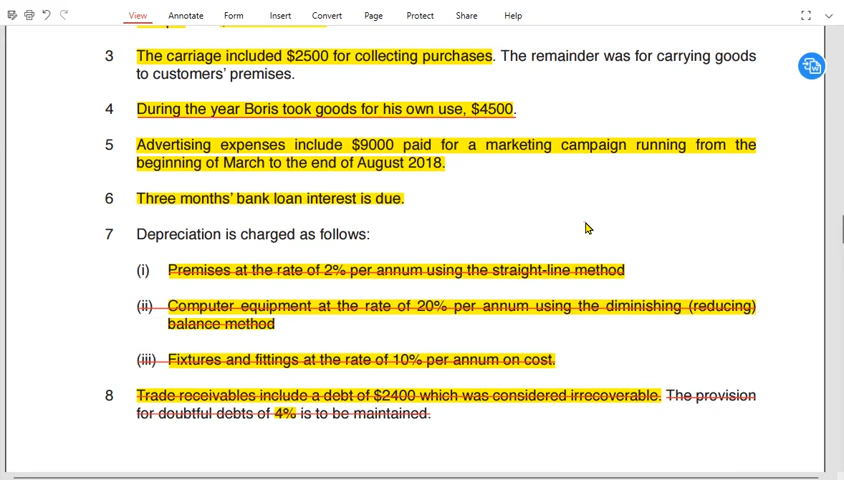 View Annotate Form Insert Convert Page Protect Share Help
3 The carriage included $2500 for collecting purchases. The remainder was for carrying goods
to customers' premises.
4 During the year Boris took goods for his own use, $4500.
5 Advertising expenses include $9000 paid for a marketing campaign running from the
beginning of March to the end of August 2018.
6 Three months' bank loan interest is due.
7 Depreciation is charged as follows:
(i) Premises at the rate of 2% per annum using the straight-line method
(ii) Computer equipment at the rate of 20% per annum using the diminishing (reducing)
balance method
(iii) Fixtures and fittings at the rate of 10% per annum on cost.
8 Trade receivables include a debt of $2400 which was considered irrecoverable. The provision
for doubtful debts of 4% is to be maintained.